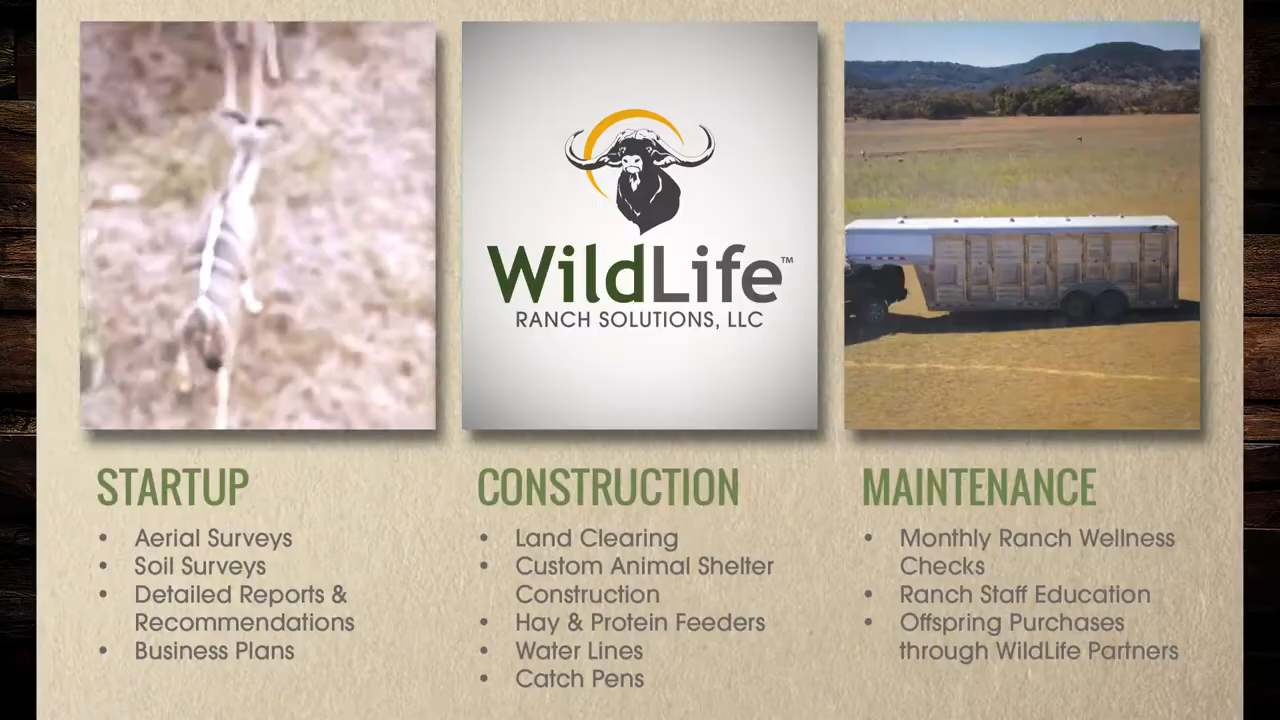 WildLife™
RANCH SOLUTIONS, LLC
STARTUP
• Aerial Surveys
• Soil Surveys
• Detailed Reports &
Recommendations
• Business Plans
CONSTRUCTION
• Land Clearing
• Custom Animal Shelter
Construction
• Hay & Protein Feeders
• Water Lines
• Catch Pens
MAINTENANCE
• Monthly Ranch Wellness
Checks
• Ranch Staff Education
• Offspring Purchases
through WildLife Partners